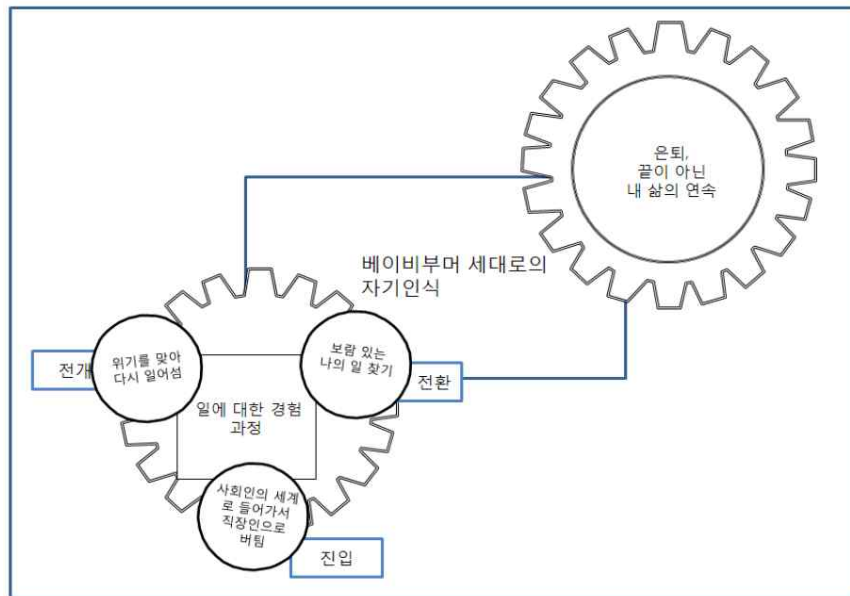 은퇴,
끝이 아닌
내 삶의 연속
베이비부머 세대로의
자기인식
위기를 맞아
다시 일어섬
전개
보람 있는
나의 일 찾기
전환
일에 대한 경험
과정
사회인의 세계
로 들어가서
직장인으로
버팀
진입